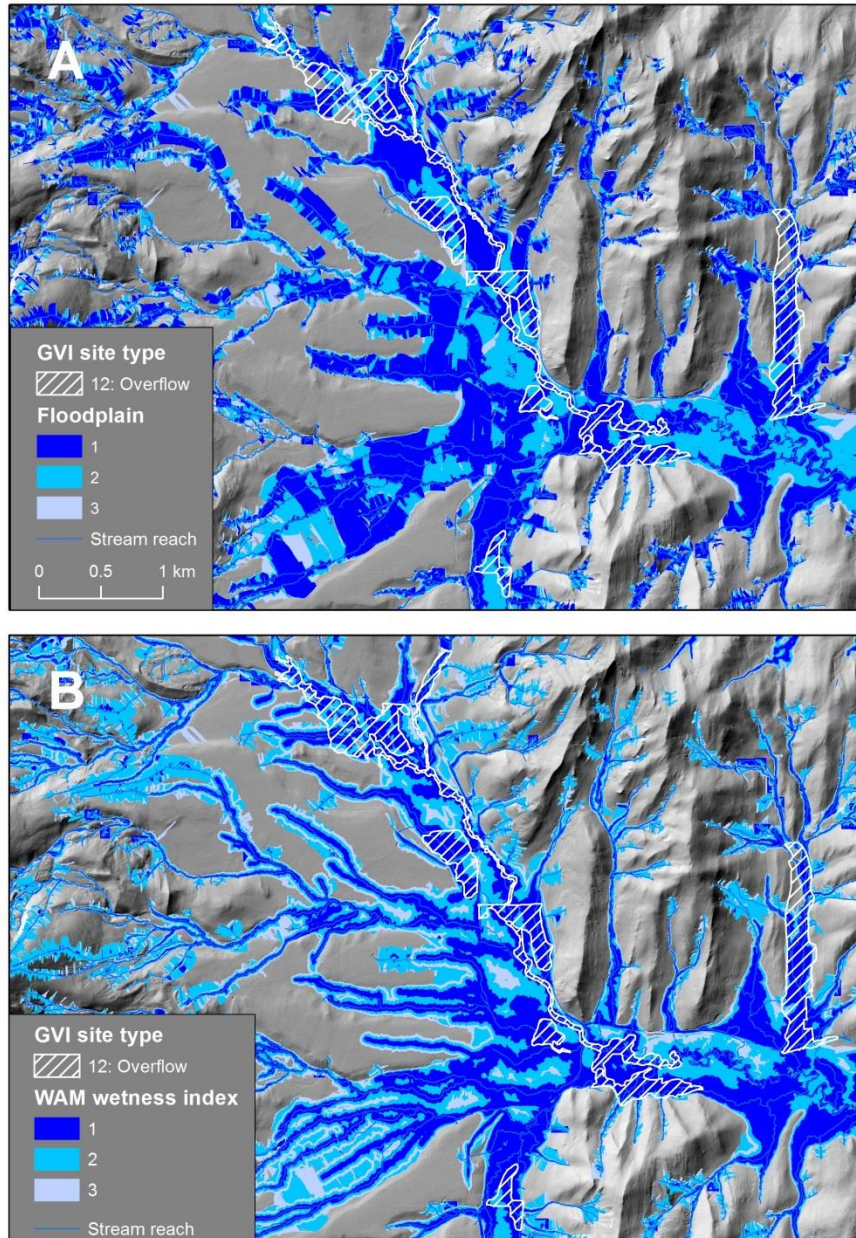 A
GVI site type
12: Overflow
Floodplain
1
2
3
Stream reach
0 0.5 1 km
B
GVI site type
12: Overflow
WAM wetness index
1
2
3
Stream reach